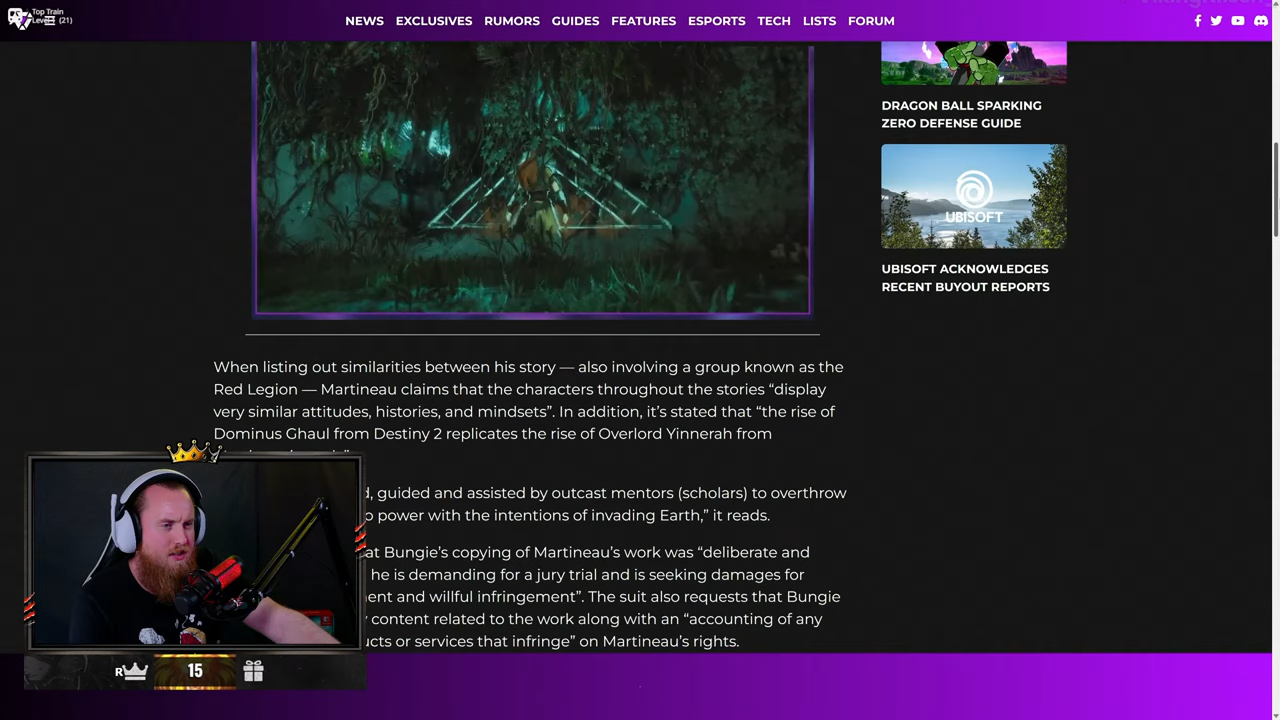 Top Train
Level (21)
NEWS EXCLUSIVES RUMORS GUIDES FEATURES ESPORTS TECH LISTS FORUM
DRAGON BALL SPARKING
ZERO DEFENSE GUIDE
UBISOFT
UBISOFT ACKNOWLEDGES
RECENT BUYOUT REPORTS
When listing out similarities between his story — also involving a group known as the
Red Legion — Martineau claims that the characters throughout the stories “display
very similar attitudes, histories, and mindsets”. In addition, it’s stated that “the rise of
Dominus Ghaul from Destiny 2 replicates the rise of Overlord Yinnerah from
, guided and assisted by outcast mentors (scholars) to overthrow
power with the intentions of invading Earth,” it reads.
at Bungie’s copying of Martineau’s work was “deliberate and
he is demanding for a jury trial and is seeking damages for
and willful infringement”. The suit also requests that Bungie
content related to the work along with an “accounting of any
or services that infringe” on Martineau’s rights.
R
15